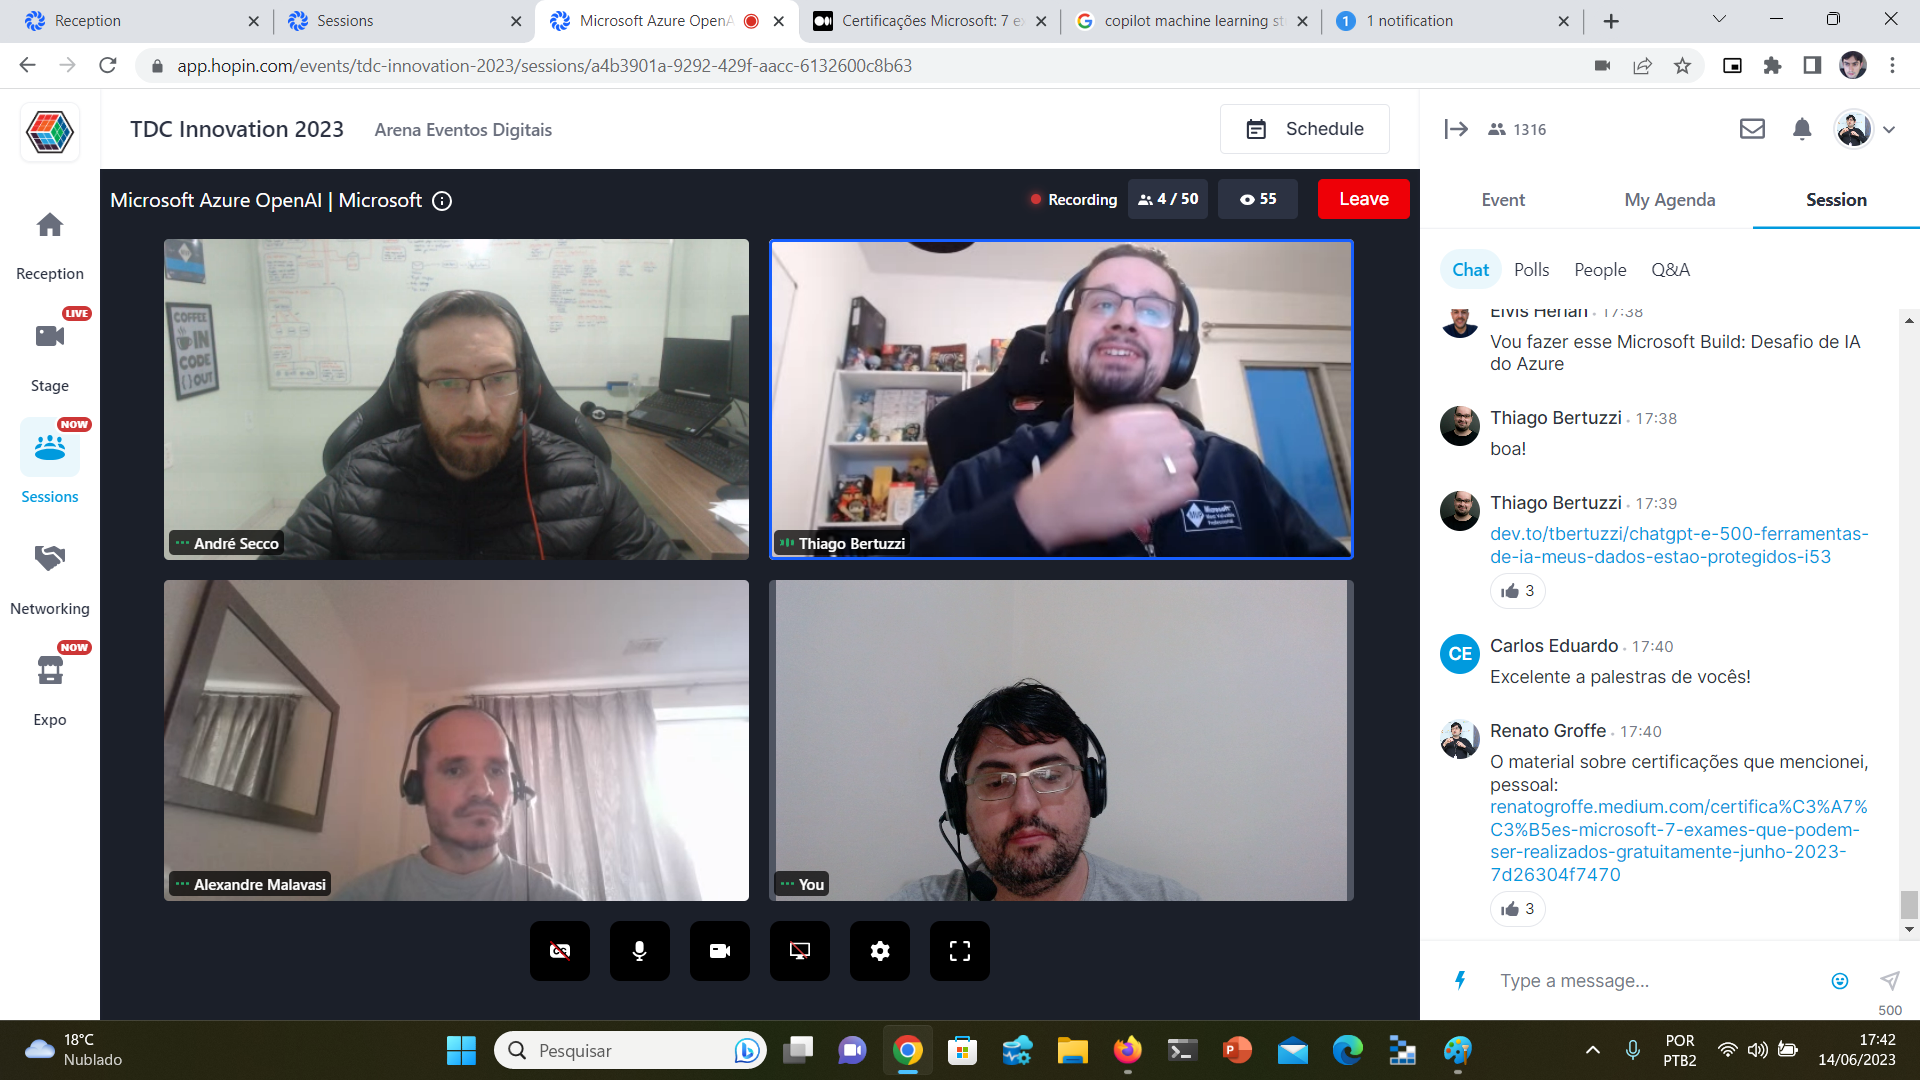 Reception
Sessions
Microsoft Azure OpenA
Certificações Microsoft: 7 e
copilot machine learning st
1
1 notification
app.hopin.com/events/tdc-innovation-2023/sessions/a4b3901a-9292-429f-aacc-6132600c8b63
TDC Innovation 2023
Arena Eventos Digitais
Schedule
1316
Reception
LIVE
Stage
NOW
Sessions
Networking
NOW
Expo
Microsoft Azure OpenAI | Microsoft
Recording
4 / 50
55
Leave
COFFEE
IN
CODE
OUT
André Secco
MVP
Microsoft
Most Valuable
Professional
Thiago Bertuzzi
Alexandre Malavasi
You
CC
Event
My Agenda
Session
Chat
Polls
People
Q&A
Elvis Herlan · 17:38
Vou fazer esse Microsoft Build: Desafio de IA
do Azure
Thiago Bertuzzi · 17:38
boa!
Thiago Bertuzzi · 17:39
dev.to/tbertuzzi/chatgpt-e-500-ferramentas-
de-ia-meus-dados-estao-protegidos-i53
3
CE
Carlos Eduardo · 17:40
Excelente a palestras de vocês!
Renato Groffe · 17:40
O material sobre certificações que mencionei,
pessoal:
renatogroffe.medium.com/certifica%C3%A7%
C3%B5es-microsoft-7-exames-que-podem-
ser-realizados-gratuitamente-junho-2023-
7d26304f7470
3
Type a message...
500
18°C
Nublado
Pesquisar
POR
PTB2
17:42
14/06/2023